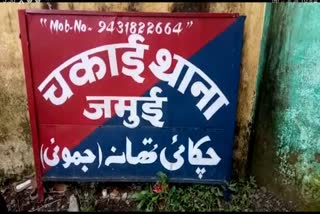 "Mob-No- 9431822664"
चकाई थाना
जमुई
چکائی تھانہ (جموئی)